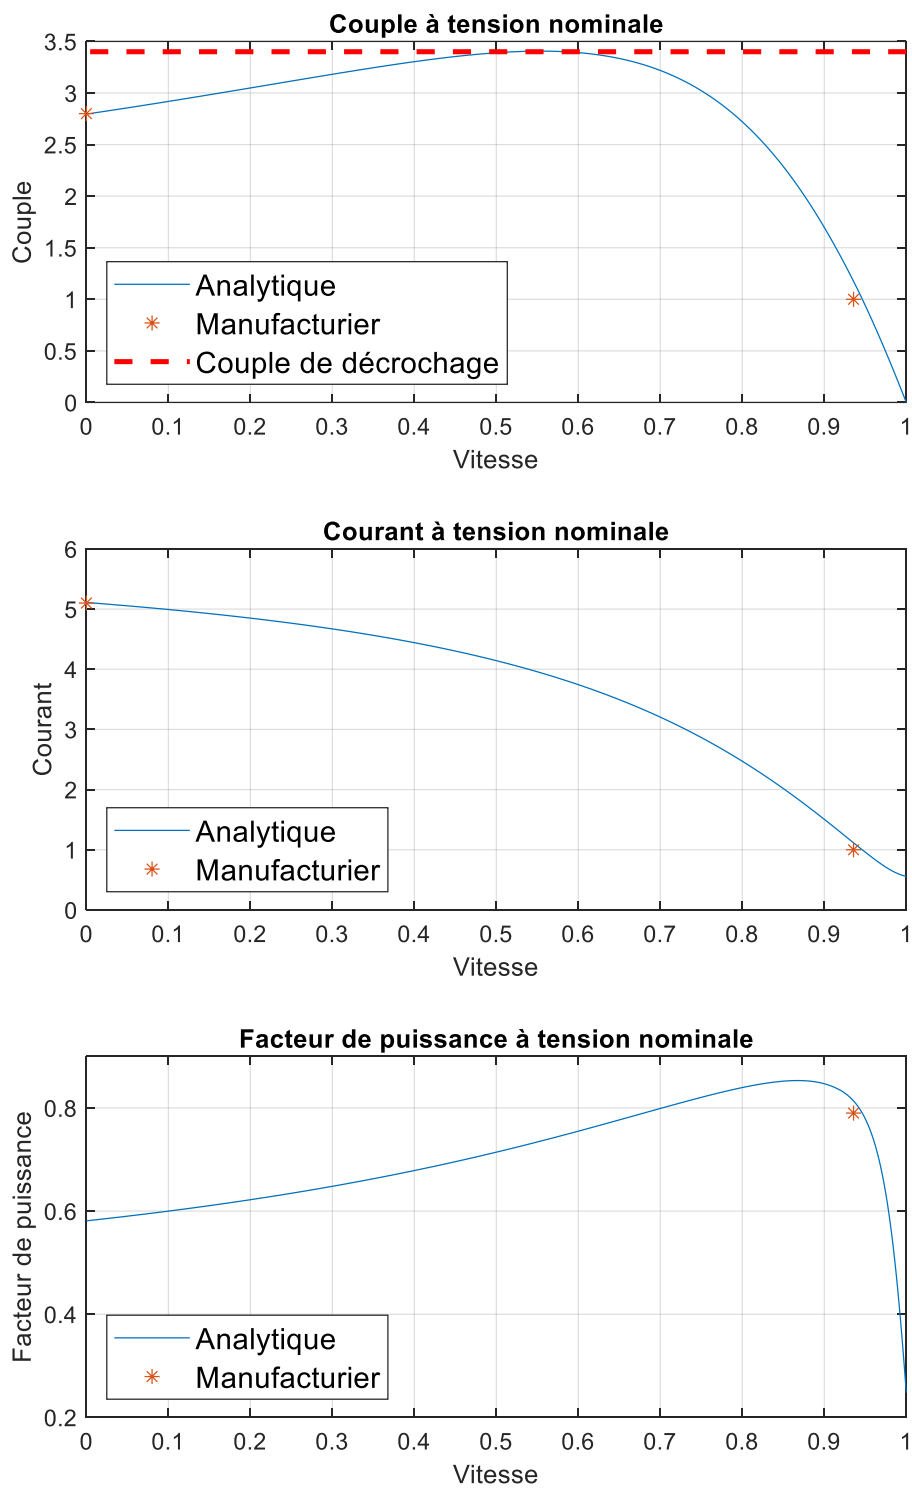 Couple à tension nominale
3.5
3
2.5
2
1.5
1
0.5
0
Couple
Analytique
Manufacturier
Couple de décrochage
0 0.1 0.2 0.3 0.4 0.5 0.6 0.7 0.8 0.9 1
Vitesse
Courant à tension nominale
6
5
4
3
2
1
0
Courant
Analytique
Manufacturier
0 0.1 0.2 0.3 0.4 0.5 0.6 0.7 0.8 0.9 1
Vitesse
Facteur de puissance à tension nominale
0.8
0.6
0.4
0.2
Facteur de puissance
Analytique
Manufacturier
0 0.1 0.2 0.3 0.4 0.5 0.6 0.7 0.8 0.9 1
Vitesse